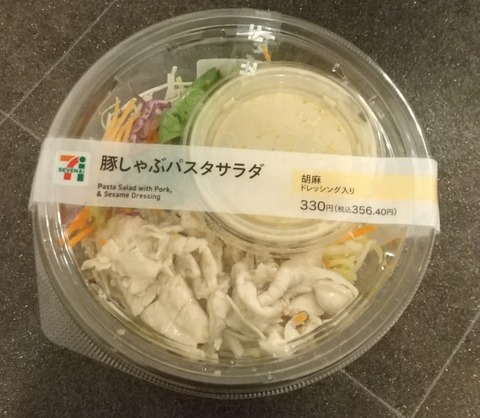 7
SEVEN & i
豚しゃぶパスタサラダ
Pasta Salad with Pork,
& Sesame Dressing
胡麻
ドレッシング入り
330円(税込356.40円)